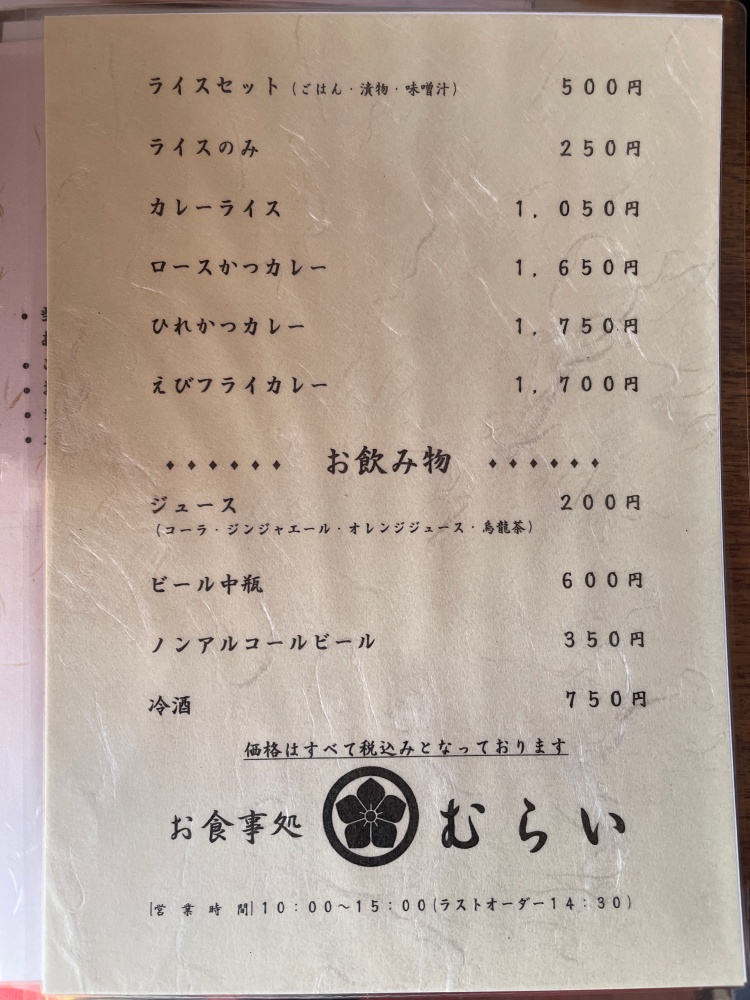 ライスセット（ごはん・漬物・味噌汁） ５００円
ライスのみ ２５０円
カレーライス １，０５０円
ロースかつカレー １，６５０円
ひれかつカレー １，７５０円
えびフライカレー １，７００円
♦♦♦♦♦♦ お飲み物 ♦♦♦♦♦♦
ジュース ２００円
（コーラ・ジンジャエール・オレンジジュース・烏龍茶）
ビール中瓶 ６００円
ノンアルコールビール ３５０円
冷酒 ７５０円
価格はすべて税込みとなっております
お食事処 むらい
|営業時間|１０：００～１５：００（ラストオーダー１４：３０）